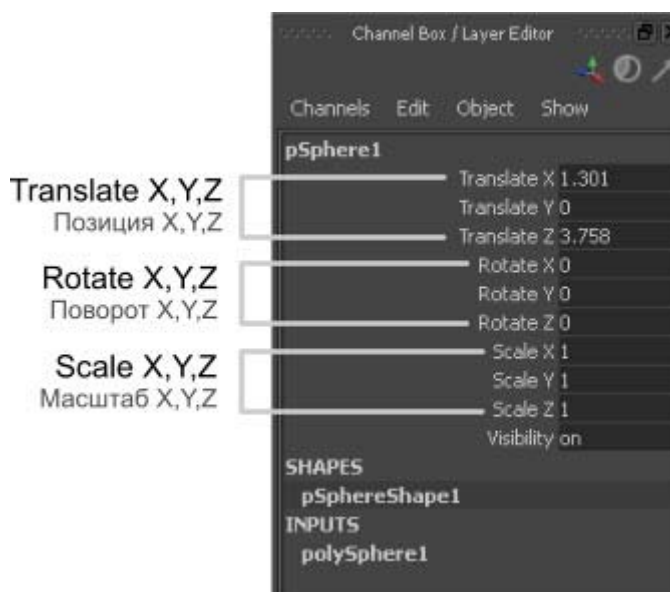 Channel Box / Layer Editor
Channels Edit Object Show
pSphere1
Translate X 1.301
Translate Y 0
Translate Z 3.758
Rotate X 0
Rotate Y 0
Rotate Z 0
Scale X 1
Scale Y 1
Scale Z 1
Visibility on
SHAPES
pSphereShape1
INPUTS
polySphere1
Translate X,Y,Z
Позиция X,Y,Z
Rotate X,Y,Z
Поворот X,Y,Z
Scale X,Y,Z
Масштаб X,Y,Z